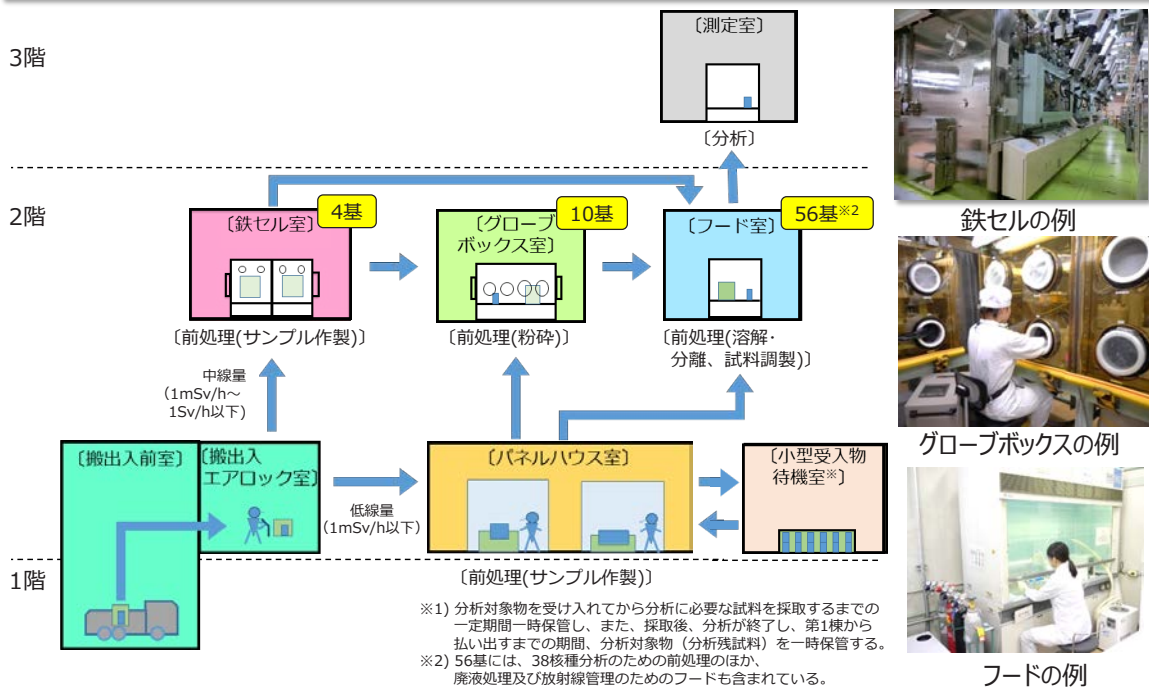 3階
〔測定室〕
〔分析〕
2階
〔鉄セル室〕
4基
〔グローブ
ボックス室〕
10基
〔フード室〕
56基※2
〔前処理(サンプル作製)〕
〔前処理(粉砕)〕
〔前処理(溶解・
分離、試料調製)〕
中線量
(1mSv/h～
1Sv/h以下)
〔搬出入前室〕
〔搬出入
エアロック室〕
低線量
(1mSv/h以下)
〔パネルハウス室〕
〔小型受入物
待機室※〕
1階
〔前処理(サンプル作製)〕
※1) 分析対象物を受け入れてから分析に必要な試料を採取するまでの
一定期間一時保管し、また、採取後、分析が終了し、第1棟から
払い出すまでの期間、分析対象物（分析残試料）を一時保管する。
※2) 56基には、38核種分析のための前処理のほか、
廃液処理及び放射線管理のためのフードも含まれている。
鉄セルの例
グローブボックスの例
フードの例